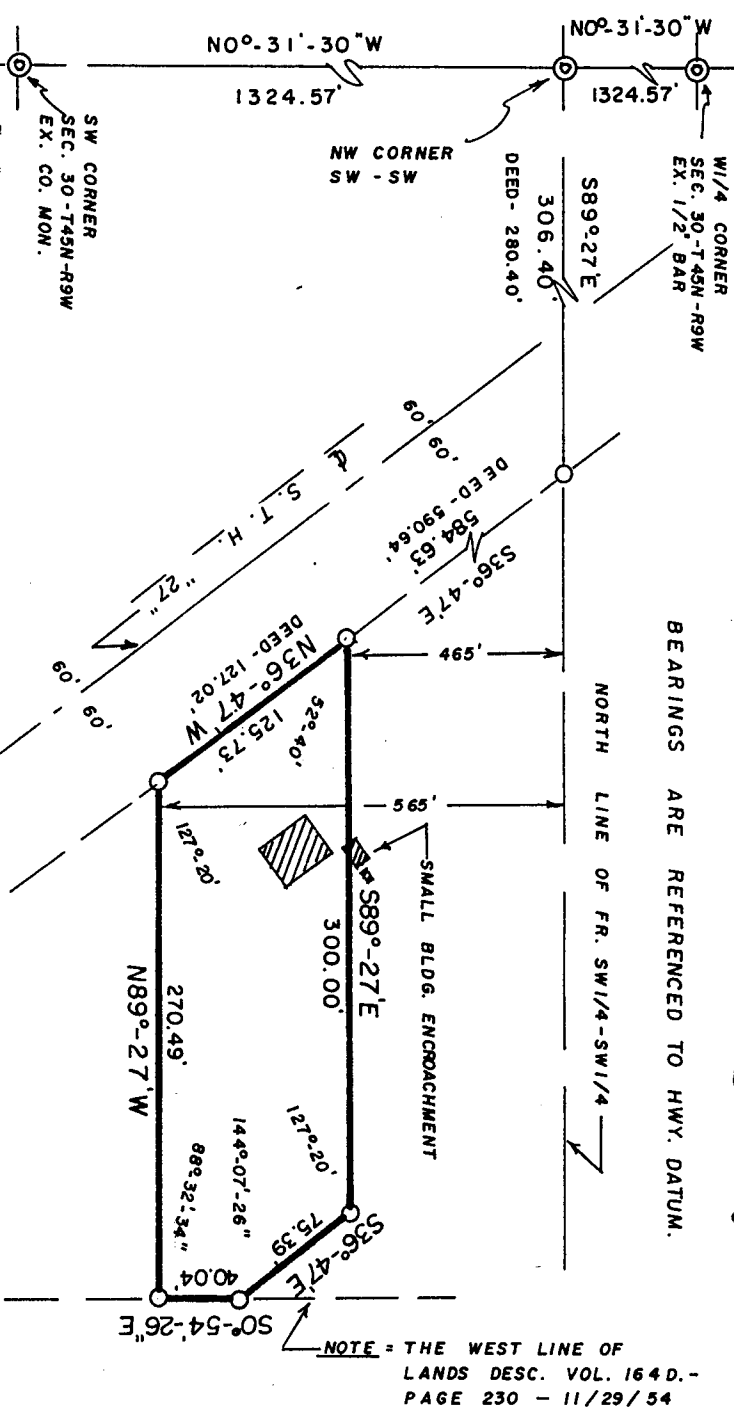 N0°-31'-30"W
1324.57'
N0°-31'-30"W
1324.57'
SW CORNER
SEC. 30-T45N-R9W
EX. CO. MON.
NW CORNER
SW - SW
W1/4 CORNER
SEC. 30-T45N-R9W
EX. 1/2" BAR
S89°-27'E
306.40'
DEED- 280.40'
60'
60'
℄ S. T. H. "27"
60'
60'
S36°-47'E
584.63'
DEED- 590.64'
465'
565'
BEARINGS ARE REFERENCED TO HWY. DATUM.
NORTH LINE OF FR. SW1/4-SW1/4
N36°-47'W
125.73'
DEED- 127.02'
52°-40'
127°-20'
SMALL BLDG. ENCROACHMENT
S89°-27'E
300.00'
N89°-27'W
270.49'
127°-20'
144°-07'-26"
88°32'-34"
S36°-47'E
75.39'
40.04'
S0°-54'-26"E
NOTE = THE WEST LINE OF
LANDS DESC. VOL. 164 D.-
PAGE 230 - 11/29/54